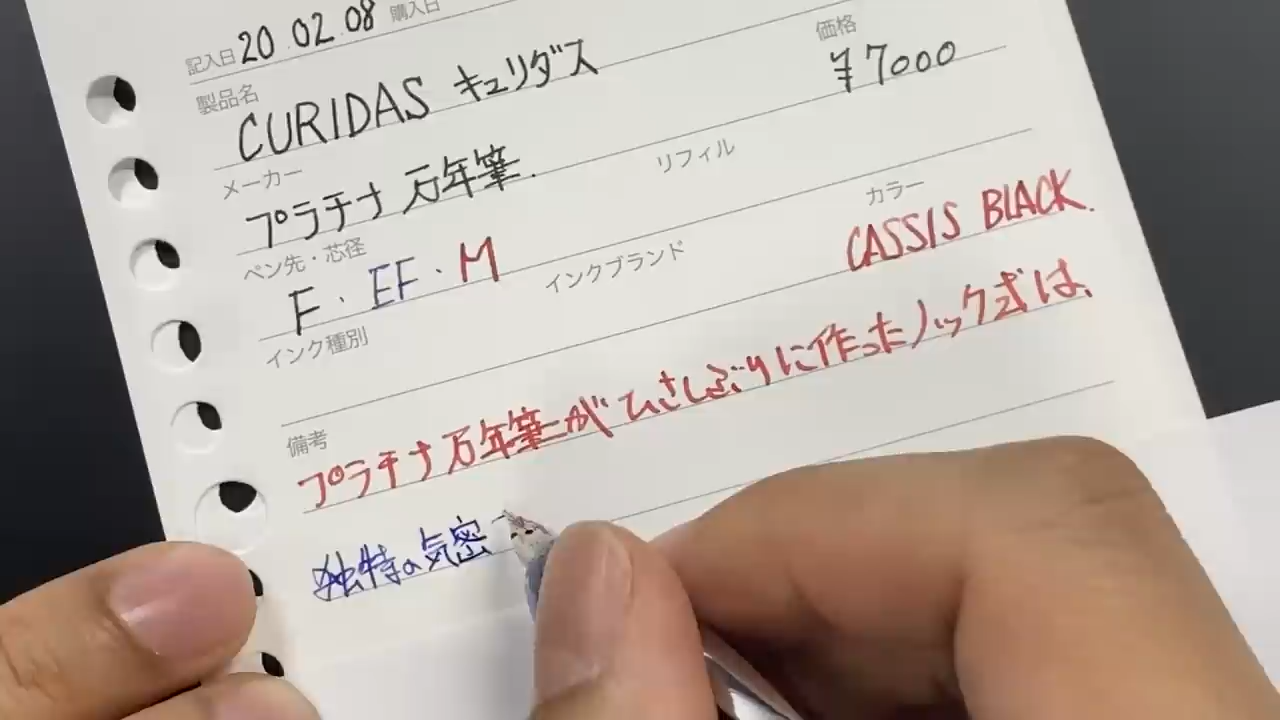 記入日 20.02.08 購入日
製品名 価格
CURIDAS キュリダス ¥7000
メーカー リフィル
プラチナ万年筆.
ペン先・芯径 インクブランド カラー
F. EF. M CASSIS BLACK.
インク種別
備考
プラチナ万年筆がひさしぶりに作ったノック式は、
独特の気密